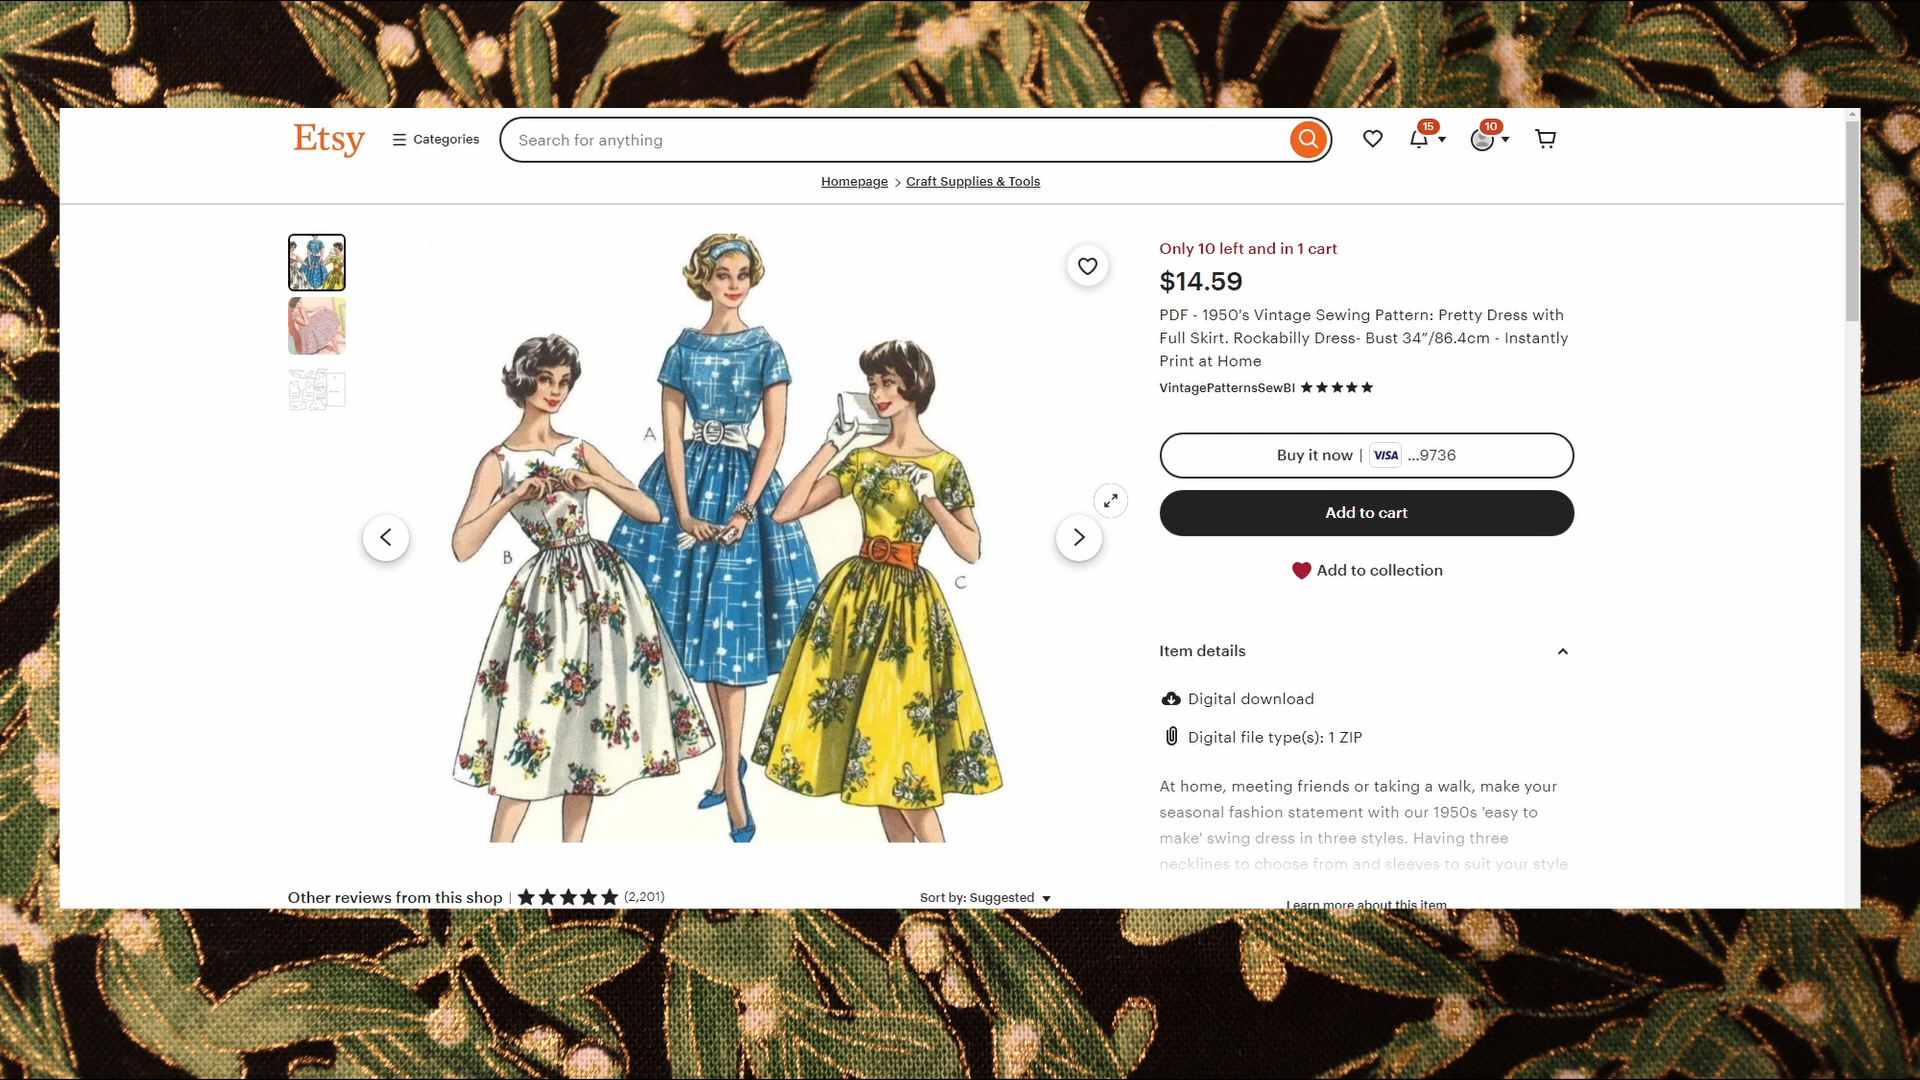 Etsy
Categories
Search for anything
15
10
Homepage > Craft Supplies & Tools
Only 10 left and in 1 cart
$14.59
PDF - 1950's Vintage Sewing Pattern: Pretty Dress with
Full Skirt. Rockabilly Dress- Bust 34”/86.4cm - Instantly
Print at Home
VintagePatternsSewBI
Buy it now | VISA ...9736
Add to cart
Add to collection
Item details
Digital download
Digital file type(s): 1 ZIP
At home, meeting friends or taking a walk, make your
seasonal fashion statement with our 1950s 'easy to
make' swing dress in three styles. Having three
necklines to choose from and sleeves to suit your style
Learn more about this item
A
B
C
Other reviews from this shop | (2,201)
Sort by: Suggested